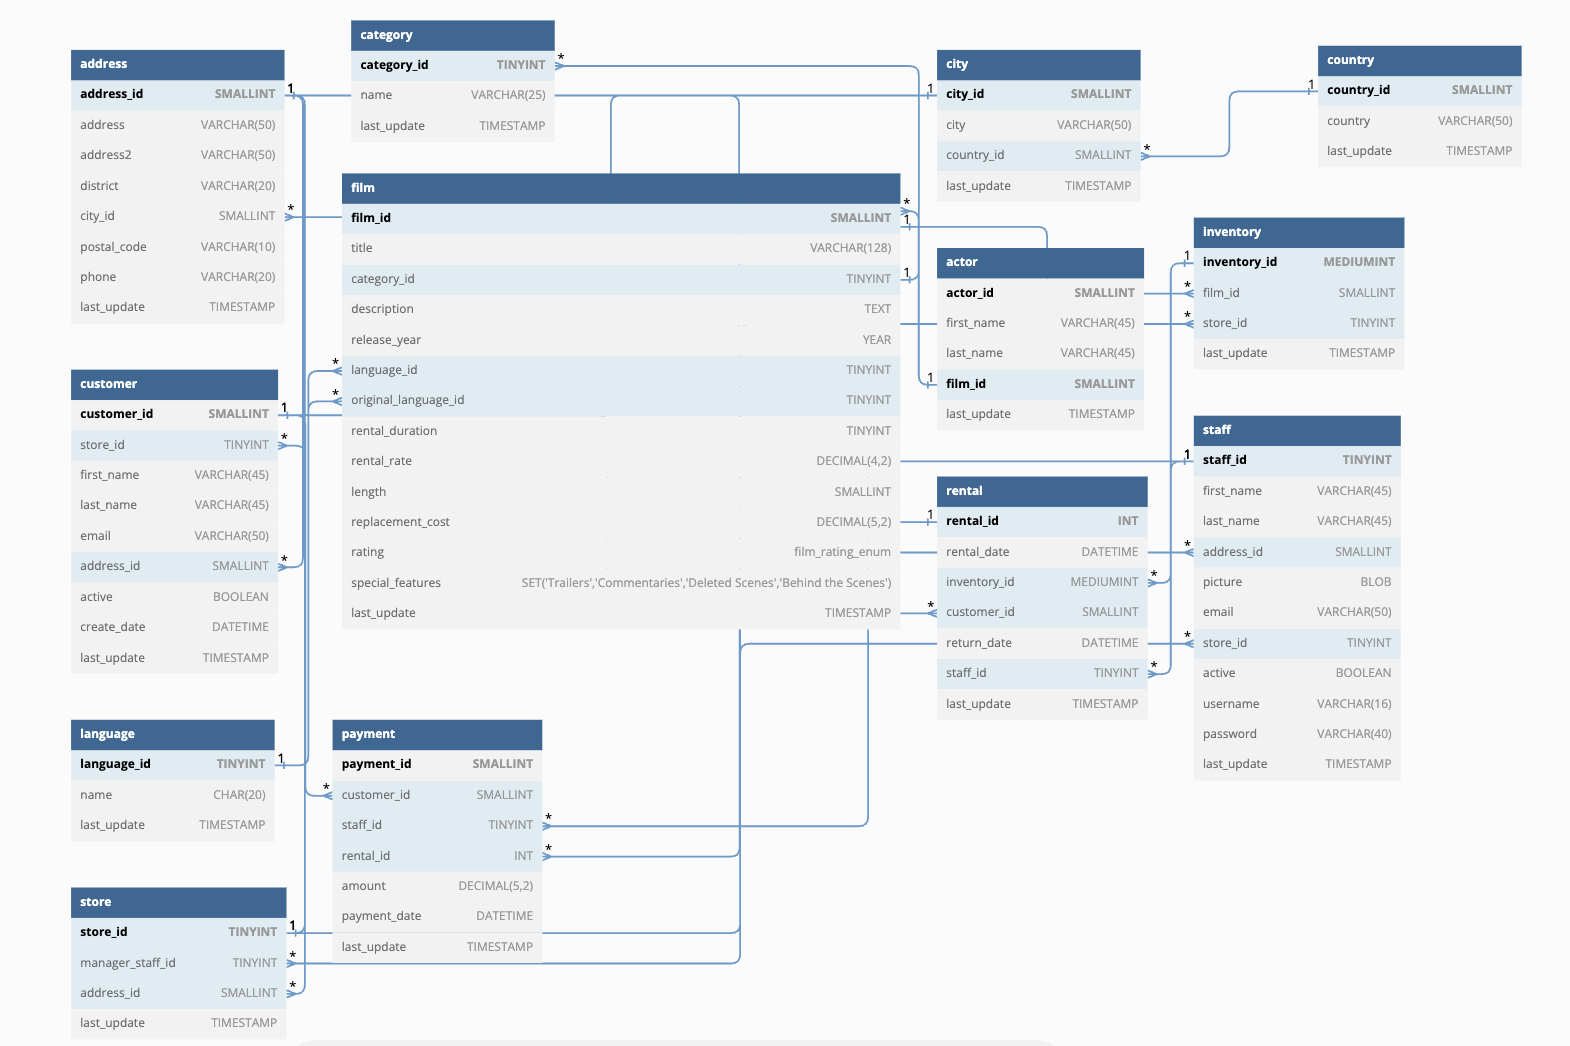 address
address_id SMALLINT
address VARCHAR(50)
address2 VARCHAR(50)
district VARCHAR(20)
city_id SMALLINT
postal_code VARCHAR(10)
phone VARCHAR(20)
last_update TIMESTAMP
1
*
category
category_id TINYINT
name VARCHAR(25)
last_update TIMESTAMP
*
city
city_id SMALLINT
city VARCHAR(50)
country_id SMALLINT
last_update TIMESTAMP
1
*
country
country_id SMALLINT
country VARCHAR(50)
last_update TIMESTAMP
1
film
film_id SMALLINT
title VARCHAR(128)
category_id TINYINT
description TEXT
release_year YEAR
language_id TINYINT
original_language_id TINYINT
rental_duration TINYINT
rental_rate DECIMAL(4,2)
length SMALLINT
replacement_cost DECIMAL(5,2)
rating film_rating_enum
special_features SET('Trailers','Commentaries','Deleted Scenes','Behind the Scenes')
last_update TIMESTAMP
*
1
1
*
*
actor
actor_id SMALLINT
first_name VARCHAR(45)
last_name VARCHAR(45)
film_id SMALLINT
last_update TIMESTAMP
1
inventory
inventory_id MEDIUMINT
film_id SMALLINT
store_id TINYINT
last_update TIMESTAMP
1
*
*
customer
customer_id SMALLINT
store_id TINYINT
first_name VARCHAR(45)
last_name VARCHAR(45)
email VARCHAR(50)
address_id SMALLINT
active BOOLEAN
create_date DATETIME
last_update TIMESTAMP
1
*
*
rental
rental_id INT
rental_date DATETIME
inventory_id MEDIUMINT
customer_id SMALLINT
return_date DATETIME
staff_id TINYINT
last_update TIMESTAMP
1
*
*
*
staff
staff_id TINYINT
first_name VARCHAR(45)
last_name VARCHAR(45)
address_id SMALLINT
picture BLOB
email VARCHAR(50)
store_id TINYINT
active BOOLEAN
username VARCHAR(16)
password VARCHAR(40)
last_update TIMESTAMP
1
*
*
language
language_id TINYINT
name CHAR(20)
last_update TIMESTAMP
1
payment
payment_id SMALLINT
customer_id SMALLINT
staff_id TINYINT
rental_id INT
amount DECIMAL(5,2)
payment_date DATETIME
last_update TIMESTAMP
*
*
*
store
store_id TINYINT
manager_staff_id TINYINT
address_id SMALLINT
last_update TIMESTAMP
1
*
*